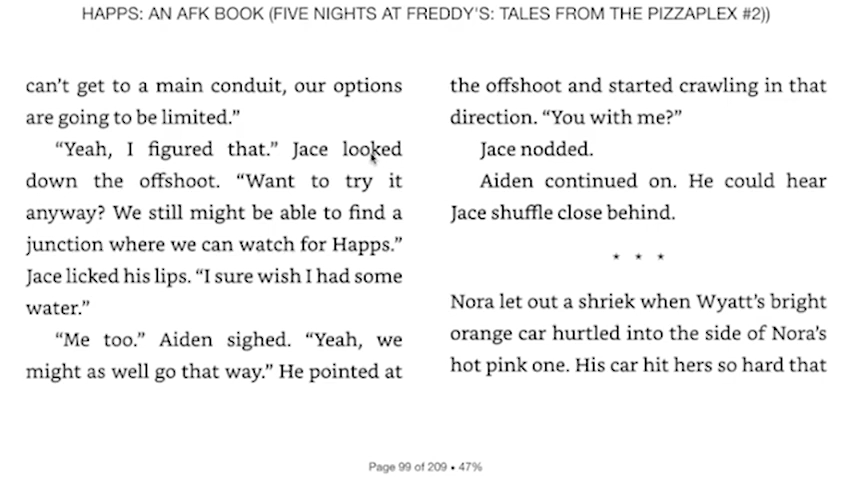 HAPPS: AN AFK BOOK (FIVE NIGHTS AT FREDDY'S: TALES FROM THE PIZZAPLEX #2))
can’t get to a main conduit, our options
are going to be limited.”
“Yeah, I figured that.” Jace looked
down the offshoot. “Want to try it
anyway? We still might be able to find a
junction where we can watch for Happs.”
Jace licked his lips. “I sure wish I had some
water.”
“Me too.” Aiden sighed. “Yeah, we
might as well go that way.” He pointed at
the offshoot and started crawling in that
direction. “You with me?”
Jace nodded.
Aiden continued on. He could hear
Jace shuffle close behind.
* * *
Nora let out a shriek when Wyatt’s bright
orange car hurtled into the side of Nora’s
hot pink one. His car hit hers so hard that
Page 99 of 209 • 47%